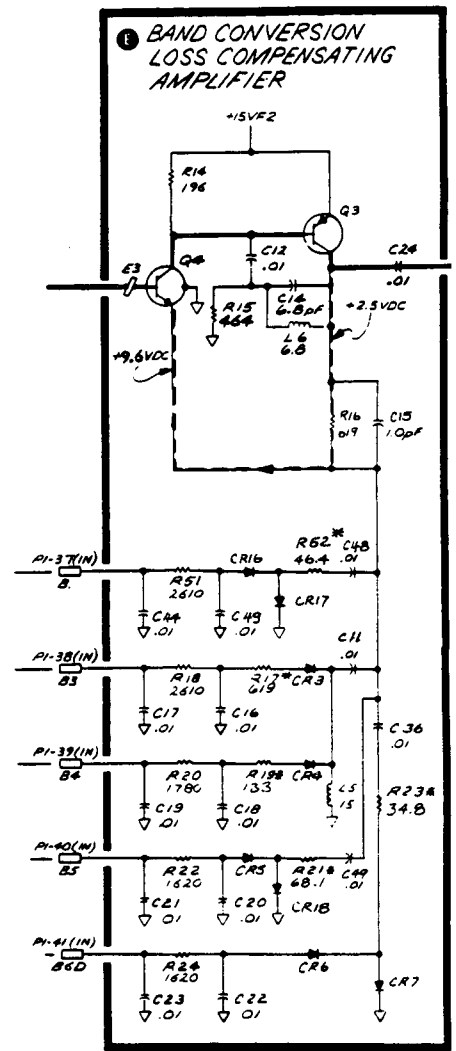 E BAND CONVERSION
LOSS COMPENSATING
AMPLIFIER
+15VF2
R14
196
Q3
E3
Q4
C12
.01
C24
.01
R15
464
C14
6.8pF
+2.5VDC
L6
6.8
+9.6VDC
R16
619
C15
1.0pF
P1-37(IN)
B.
R51
2610
CR16
R62*
46.4
C48
.01
C44
.01
C49
.01
CR17
P1-38(IN)
B3
R18
2610
R17*
619
CR3
C11
.01
C17
.01
C16
.01
P1-39(IN)
B4
R20
1780
R19*
133
CR4
C36
.01
C19
.01
C18
.01
L5
15
R23*
34.8
P1-40(IN)
B5
R22
1620
CR5
R21*
68.1
C49
.01
C21
.01
C20
.01
CR18
P1-41(IN)
B6D
R24
1620
CR6
C23
.01
C22
.01
CR7